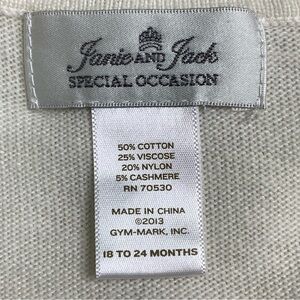 Janie AND Jack
SPECIAL OCCASION
50% COTTON
25% VISCOSE
20% NYLON
5% CASHMERE
RN 70530
MADE IN CHINA
©2013
GYM-MARK, INC.
18 TO 24 MONTHS